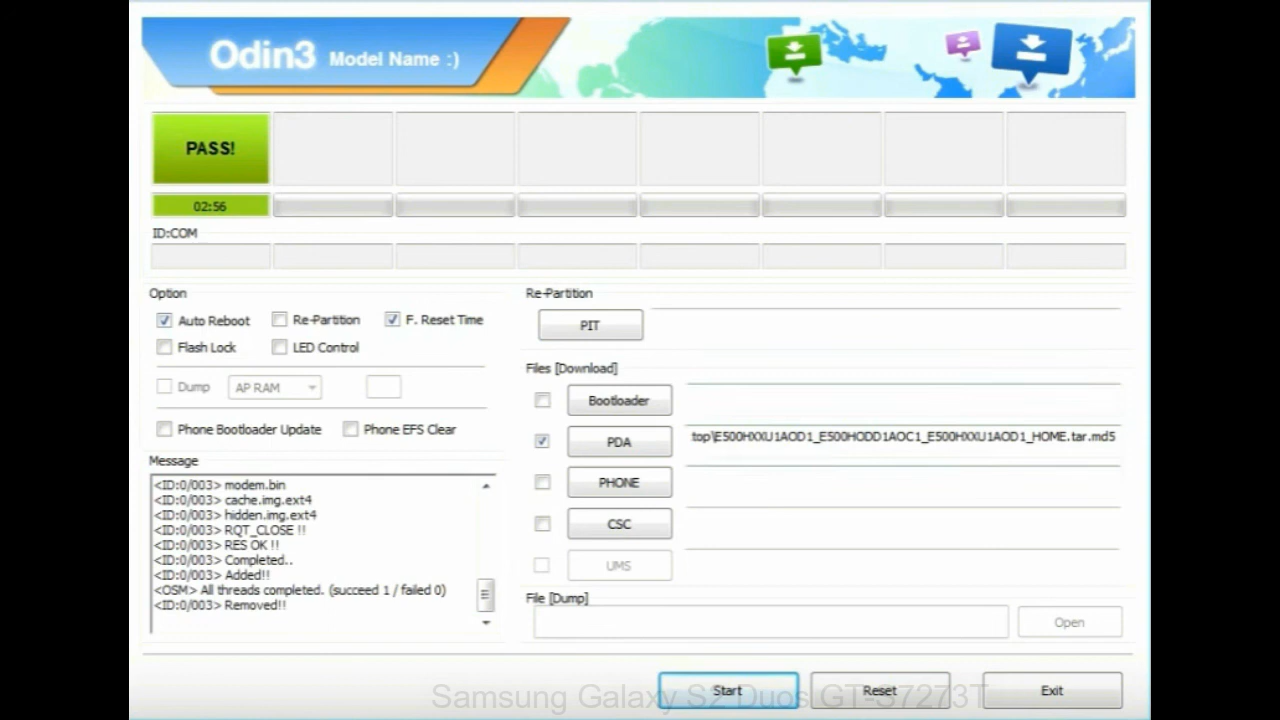 Odin3 Model Name :)
PASS!
02:56
ID:COM
Option
Auto Reboot Re-Partition F. Reset Time
Flash Lock LED Control
Dump AP RAM
Phone Bootloader Update Phone EFS Clear
Message
<ID:0/003> modem.bin
<ID:0/003> cache.img.ext4
<ID:0/003> hidden.img.ext4
<ID:0/003> RQT_CLOSE !!
<ID:0/003> RES OK !!
<ID:0/003> Completed..
<ID:0/003> Added!!
<OSM> All threads completed. (succeed 1 / failed 0)
<ID:0/003> Removed!!
Re-Partition
PIT
Files [Download]
Bootloader
PDA top\E500HXXU1AOD1_E500HODD1AOC1_E500HXXU1AOD1_HOME.tar.md5
PHONE
CSC
UMS
File [Dump]
Open
Start Reset Exit
Samsung Galaxy S2 Duos GT-S7273T